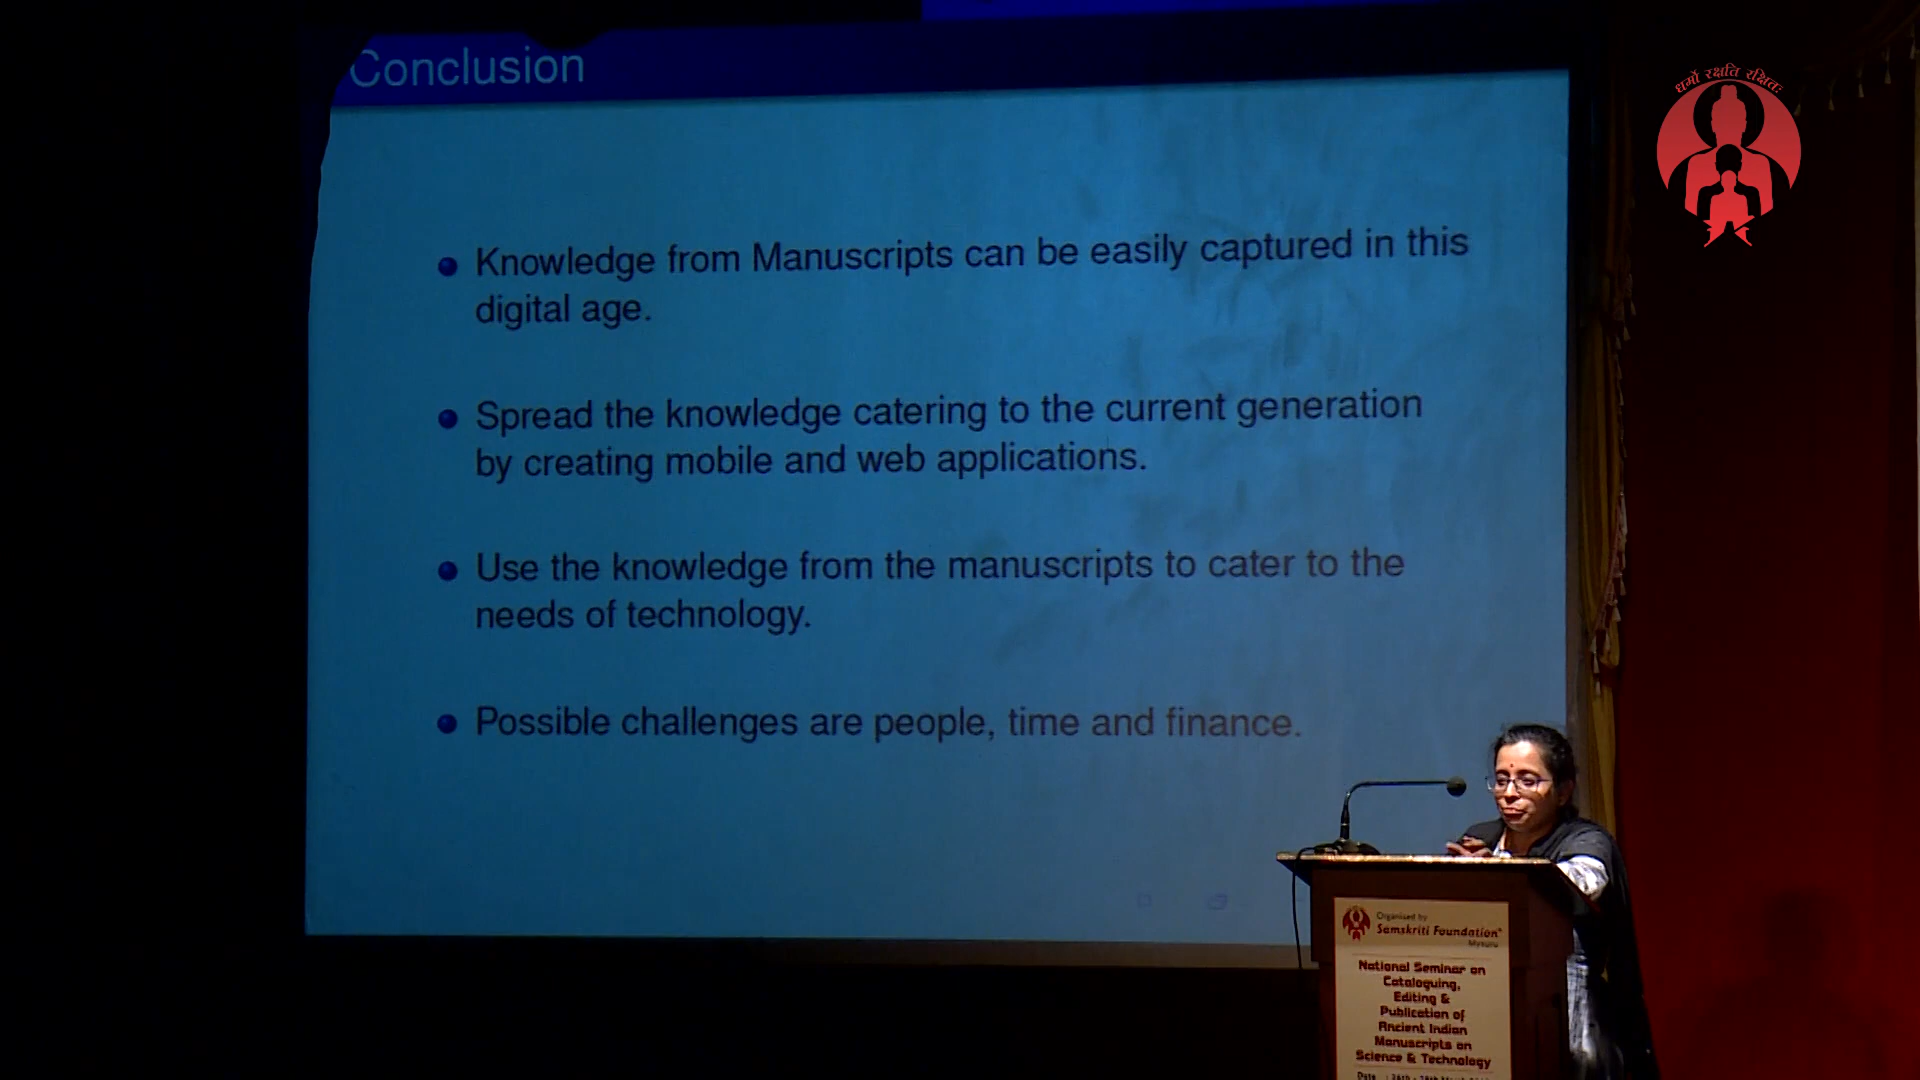 Conclusion
धर्मो रक्षति रक्षितः
Knowledge from Manuscripts can be easily captured in this
digital age.
Spread the knowledge catering to the current generation
by creating mobile and web applications.
Use the knowledge from the manuscripts to cater to the
needs of technology.
Possible challenges are people, time and finance.
Organised by
Samskriti Foundation
Mysuru
National Seminar on
Cataloguing,
Editing &
Publication of
Ancient Indian
Manuscripts on
Science & Technology
Date